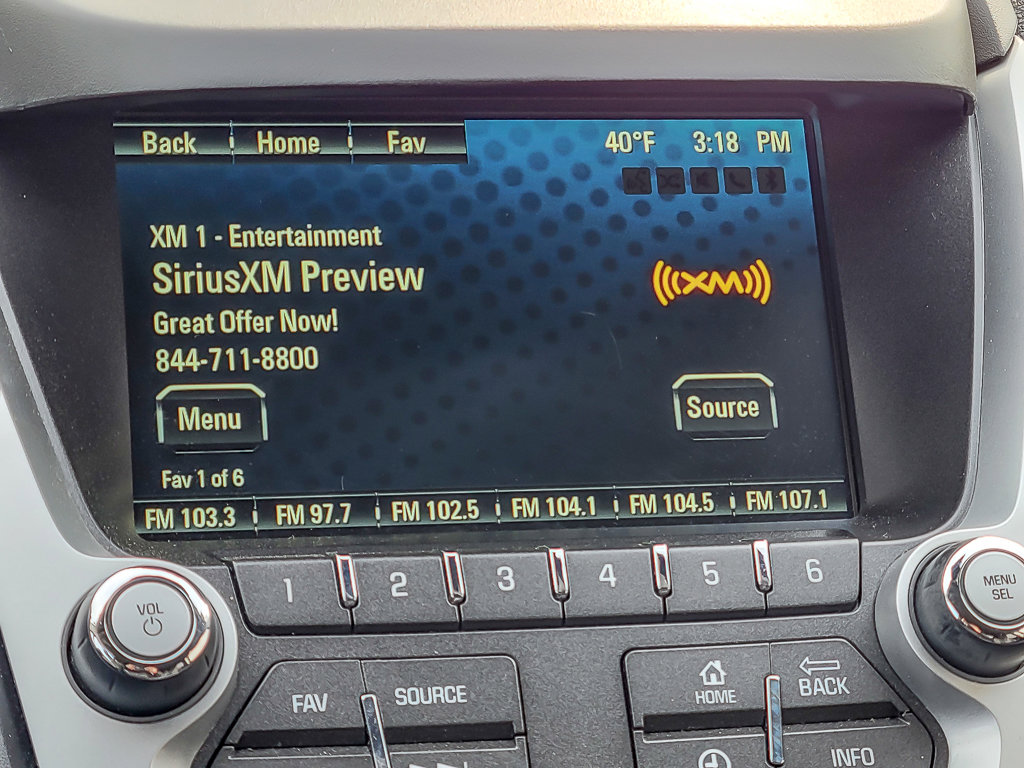 Back Home Fav 40°F 3:18 PM
XM 1 - Entertainment
SiriusXM Preview
XM
Great Offer Now!
844-711-8800
Menu Source
Fav 1 of 6
FM 103.3 FM 97.7 FM 102.5 FM 104.1 FM 104.5 FM 107.1
1 2 3 4 5 6
VOL
MENU
SEL
FAV SOURCE HOME BACK
INFO